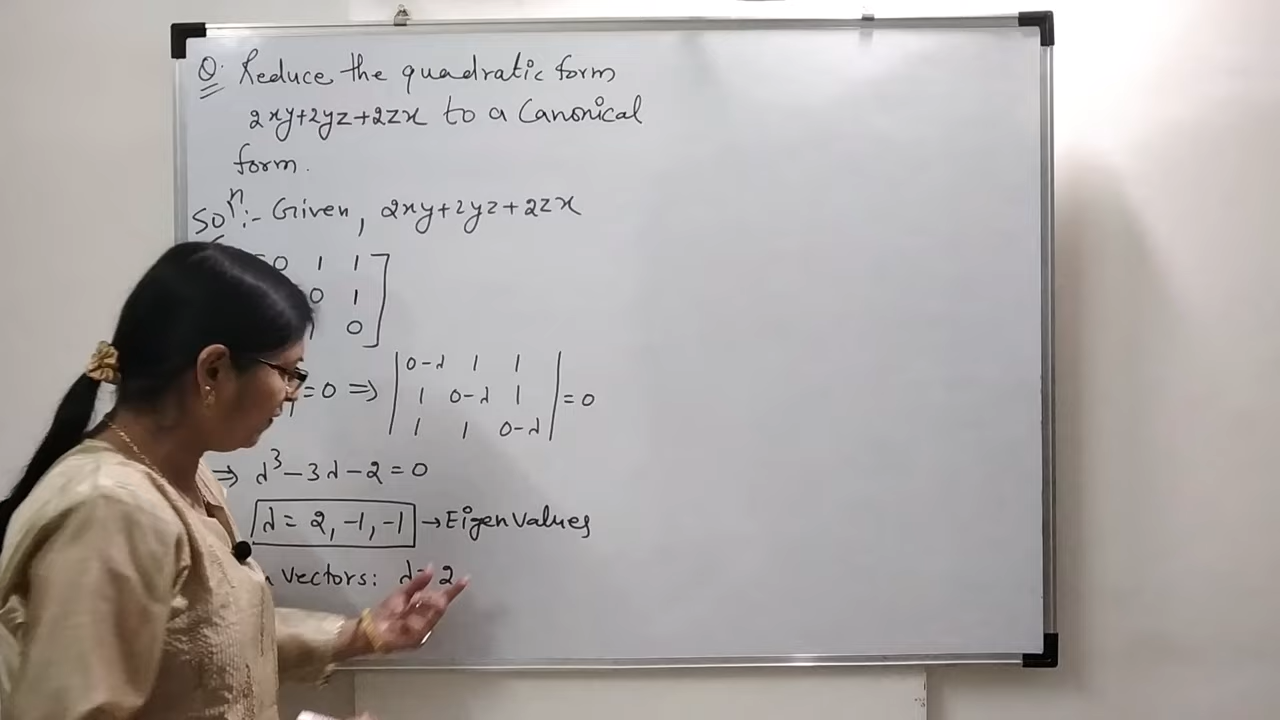 Q. Reduce the quadratic form
2xy+2yz+2zx to a Canonical
form.
Solⁿ:- Given, 2xy+2yz+2zx
0 1 1
0 1
1 0
=0 ⇒ | 0-λ 1 1 |
| 1 0-λ 1 | = 0
| 1 1 0-λ |
⇒ λ³-3λ-2=0
λ= 2,-1,-1 → Eigen Values
Vectors: λ= 2